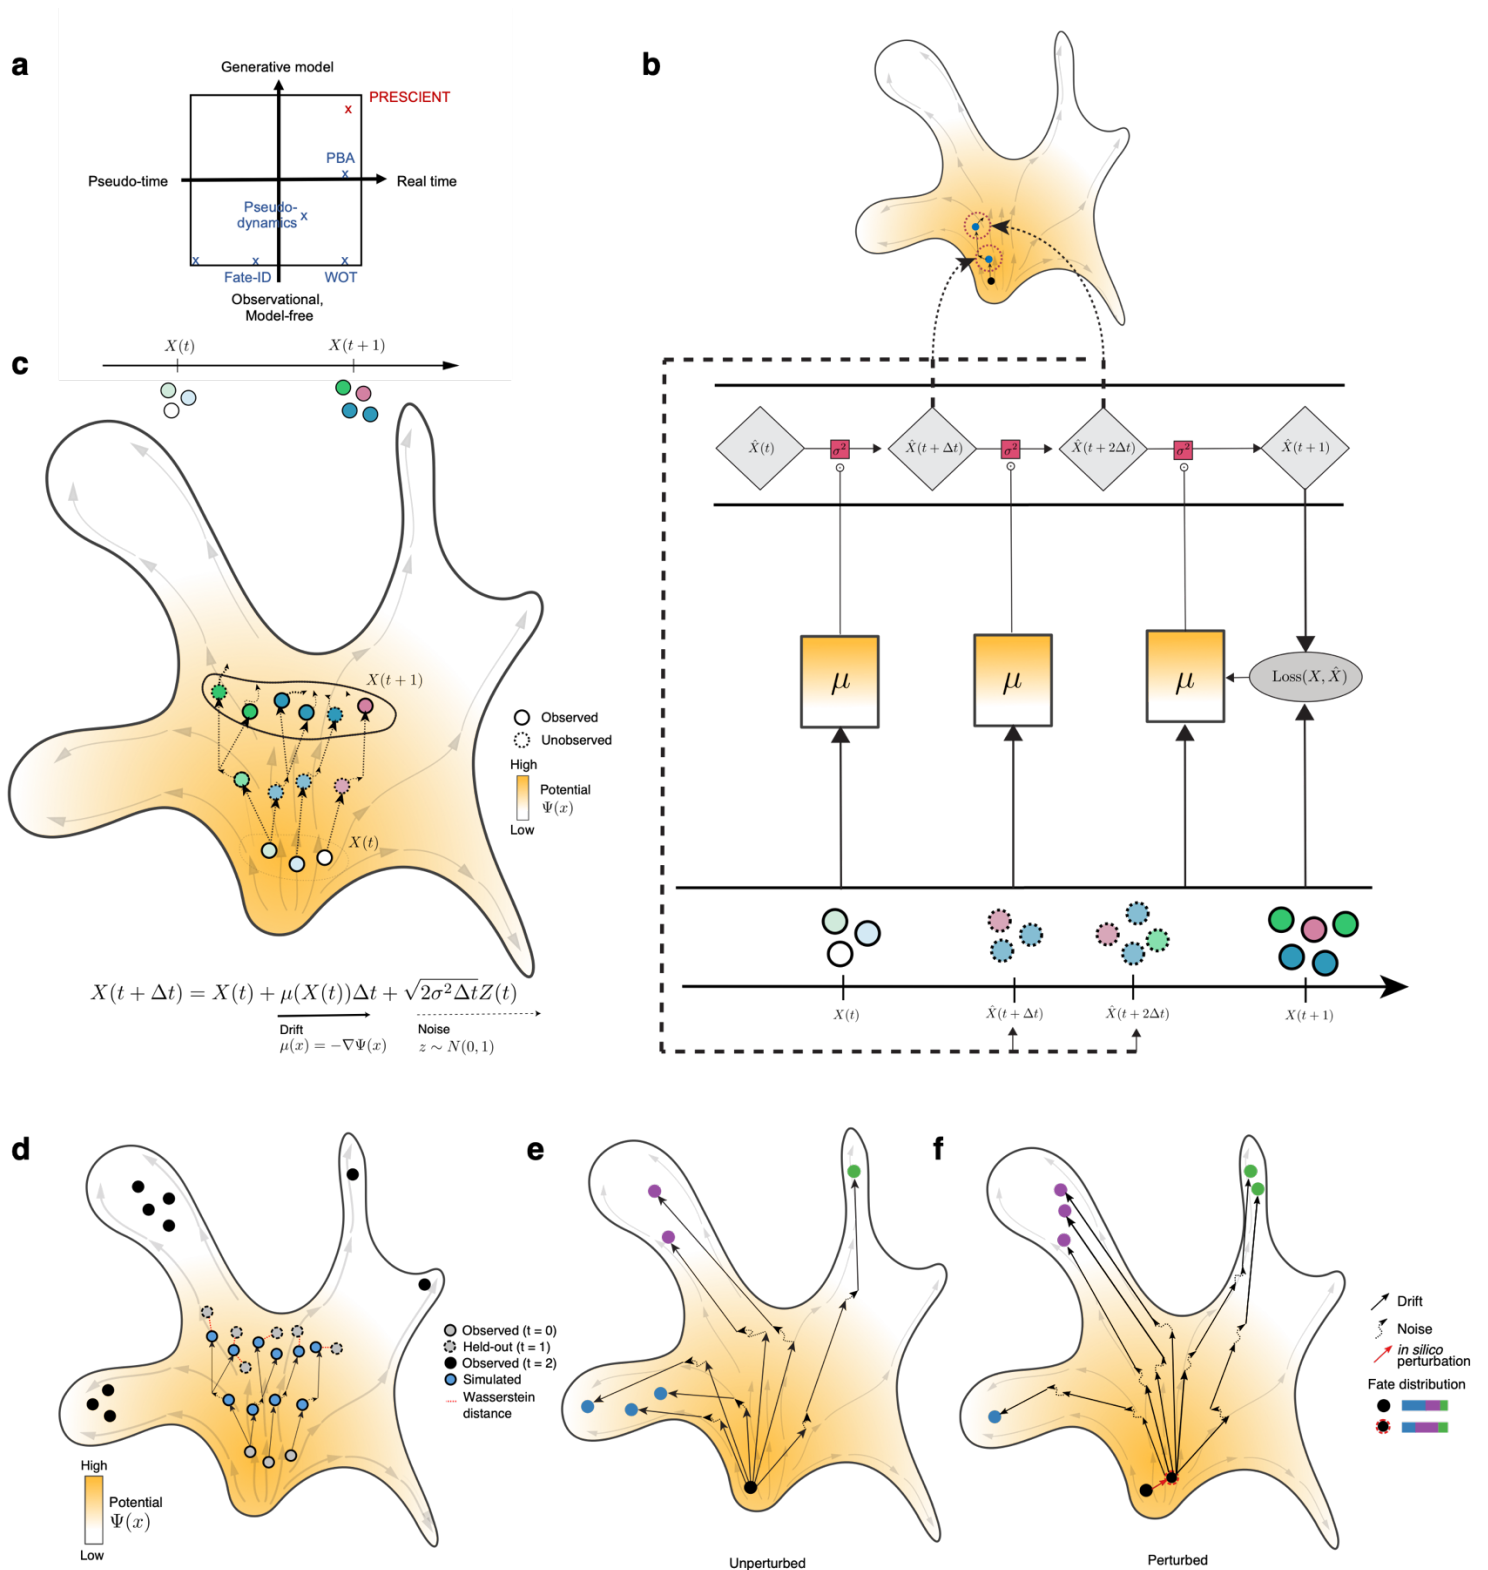 a
Generative model
PRESCIENT
PBA
Pseudo-time
Real time
Pseudo-
dynamics
Fate-ID
WOT
Observational,
Model-free
b
X̂(t)
σ²
X̂(t + Δt)
σ²
X̂(t + 2Δt)
σ²
X̂(t + 1)
μ
μ
μ
Loss(X, X̂)
X(t)
X̂(t + Δt)
X̂(t + 2Δt)
X(t + 1)
c
X(t)
X(t + 1)
X(t + 1)
X(t)
Observed
Unobserved
High
Potential
Ψ(x)
Low
X(t + Δt) = X(t) + μ(X(t))Δt + √2σ²Δt Z(t)
Drift
μ(x) = −∇Ψ(x)
Noise
z ∼ N(0, 1)
d
Observed (t = 0)
Held-out (t = 1)
Observed (t = 2)
Simulated
Wasserstein
distance
High
Potential
Ψ(x)
Low
e
Unperturbed
f
Perturbed
Drift
Noise
in silico
perturbation
Fate distribution